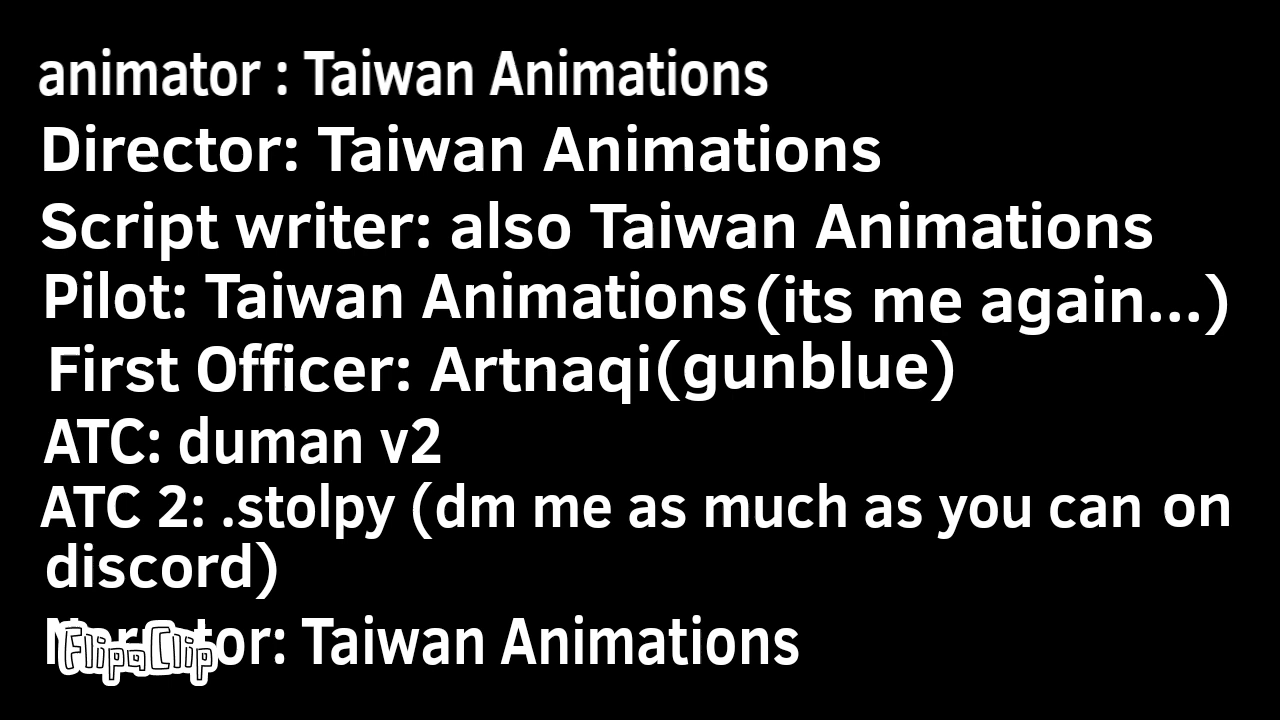 animator : Taiwan Animations
Director: Taiwan Animations
Script writer: also Taiwan Animations
Pilot: Taiwan Animations (its me again...)
First Officer: Artnaqi (gunblue)
ATC: duman v2
ATC 2: .stolpy (dm me as much as you can on
discord)
Narrator: Taiwan Animations
FlipaClip